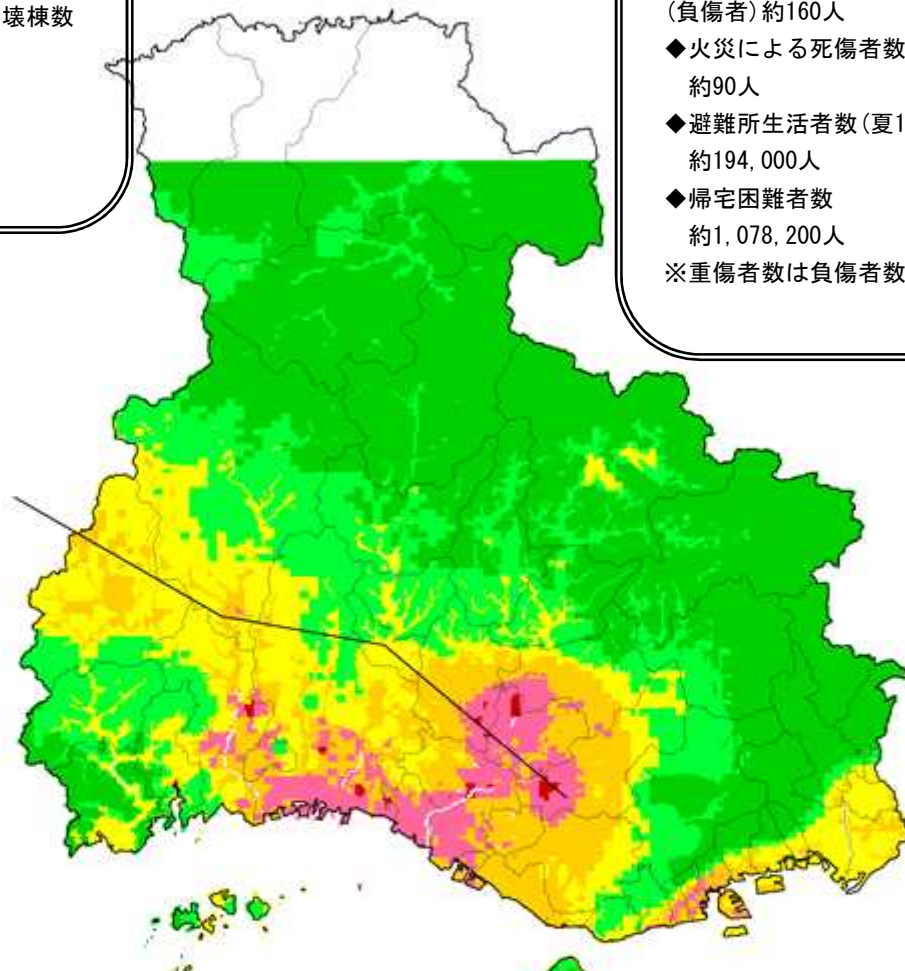 壊棟数
(負傷者)約160人
◆火災による死傷者数
約90人
◆避難所生活者数(夏1
約194,000人
◆帰宅困難者数
約1,078,200人
※重傷者数は負傷者数